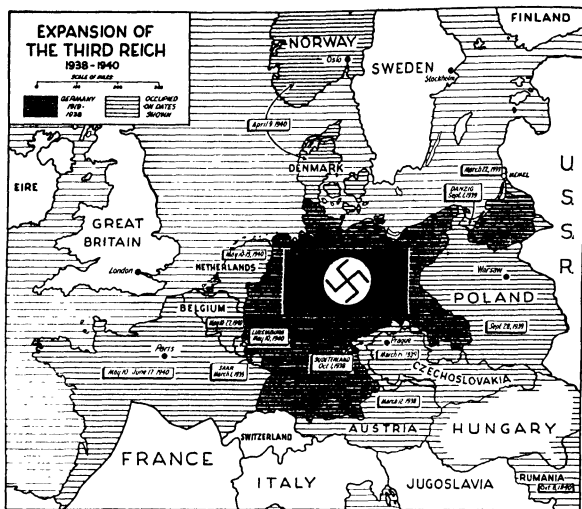 EXPANSION OF
THE THIRD REICH
1938-1940
SCALE OF MILES
GERMANY
1919-
1938
OCCUPIED
ON DATES
SHOWN
FINLAND
NORWAY
Oslo
SWEDEN
Stockholm
April 9 1940
DENMARK
March 22, 1939
MEMEL
DANZIG
Sept. 1, 1939
U.S.S.R.
EIRE
GREAT
BRITAIN
London
May 10-15, 1940
NETHERLANDS
BELGIUM
LUXEMBURG
May 10, 1940
Warsaw
POLAND
Sept. 28, 1939
Paris
May 10 - June 17 1940
SAAR
March 1, 1935
SUDETENLAND
Oct 1, 1938
Prague
March 15 1939
CZECHOSLOVAKIA
March 12 1938
AUSTRIA
HUNGARY
SWITZERLAND
FRANCE
ITALY
JUGOSLAVIA
RUMANIA